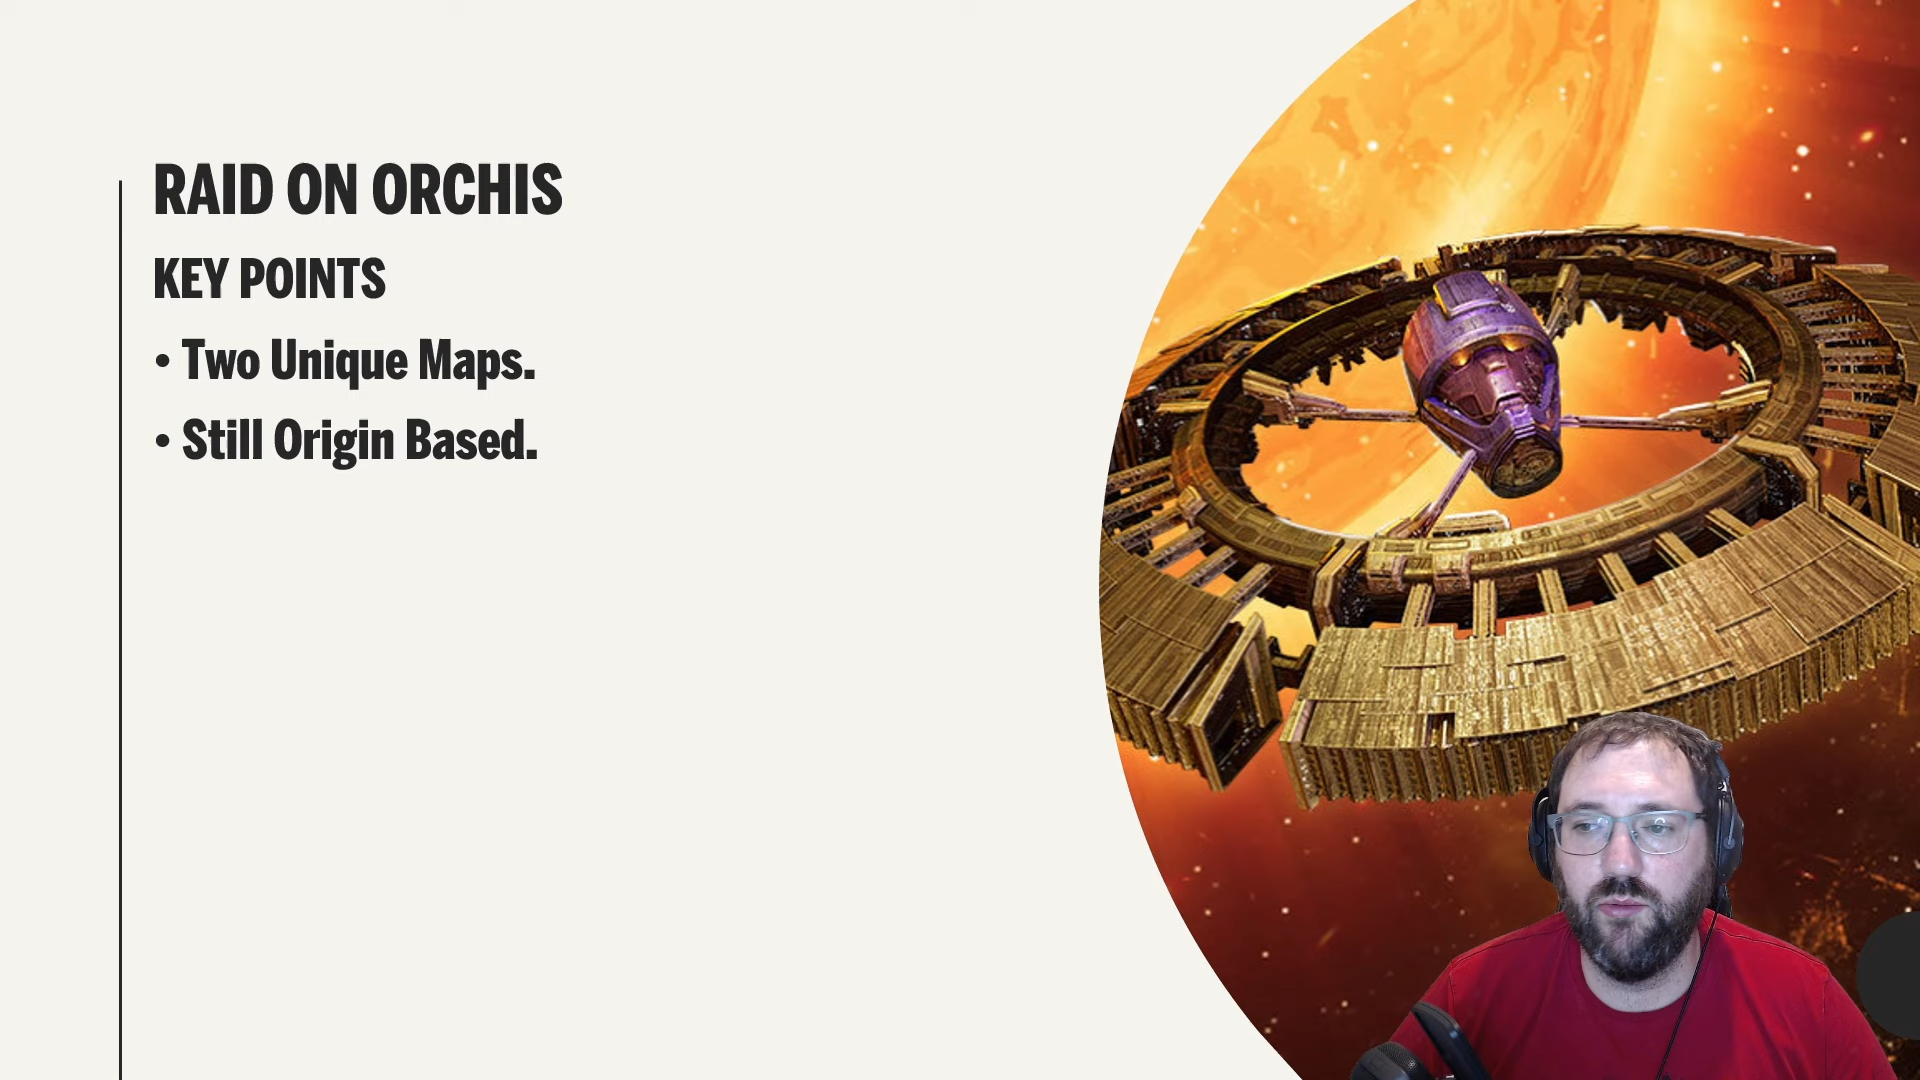 RAID ON ORCHIS
KEY POINTS
• Two Unique Maps.
• Still Origin Based.